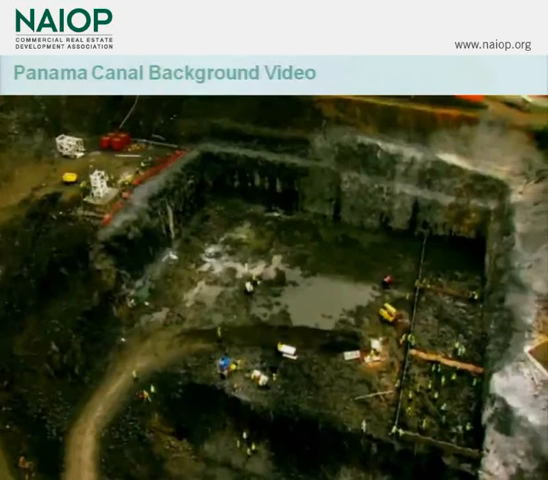 NAIOP
COMMERCIAL REAL ESTATE
DEVELOPMENT ASSOCIATION
www.naiop.org
Panama Canal Background Video